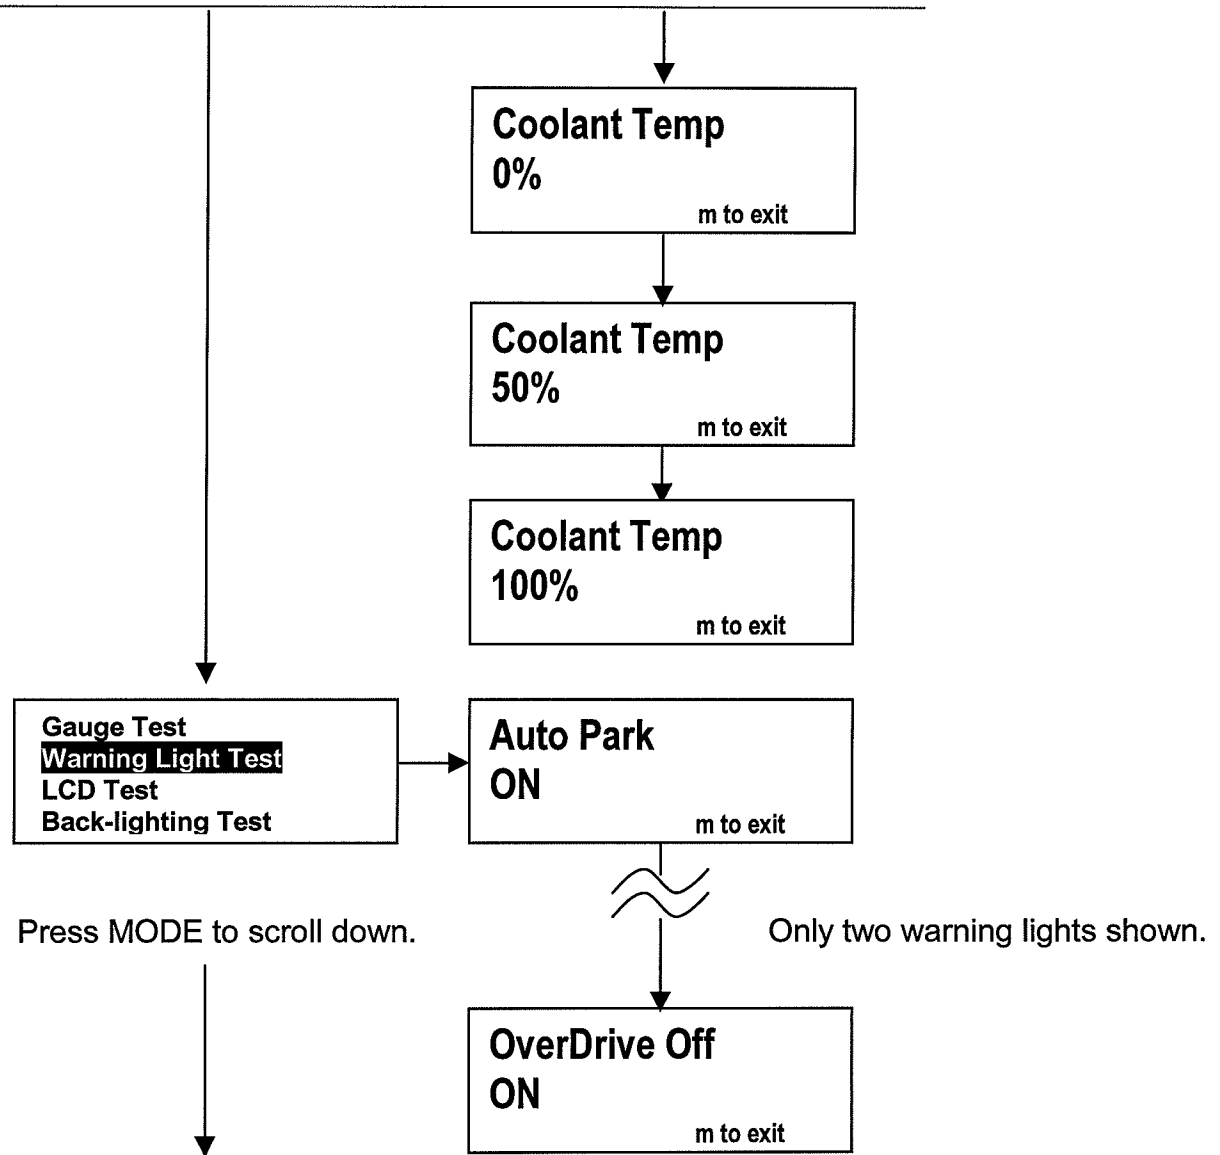 Coolant Temp
0%
m to exit
Coolant Temp
50%
m to exit
Coolant Temp
100%
m to exit
Gauge Test
Warning Light Test
LCD Test
Back-lighting Test
Auto Park
ON
m to exit
Press MODE to scroll down.
Only two warning lights shown.
OverDrive Off
ON
m to exit